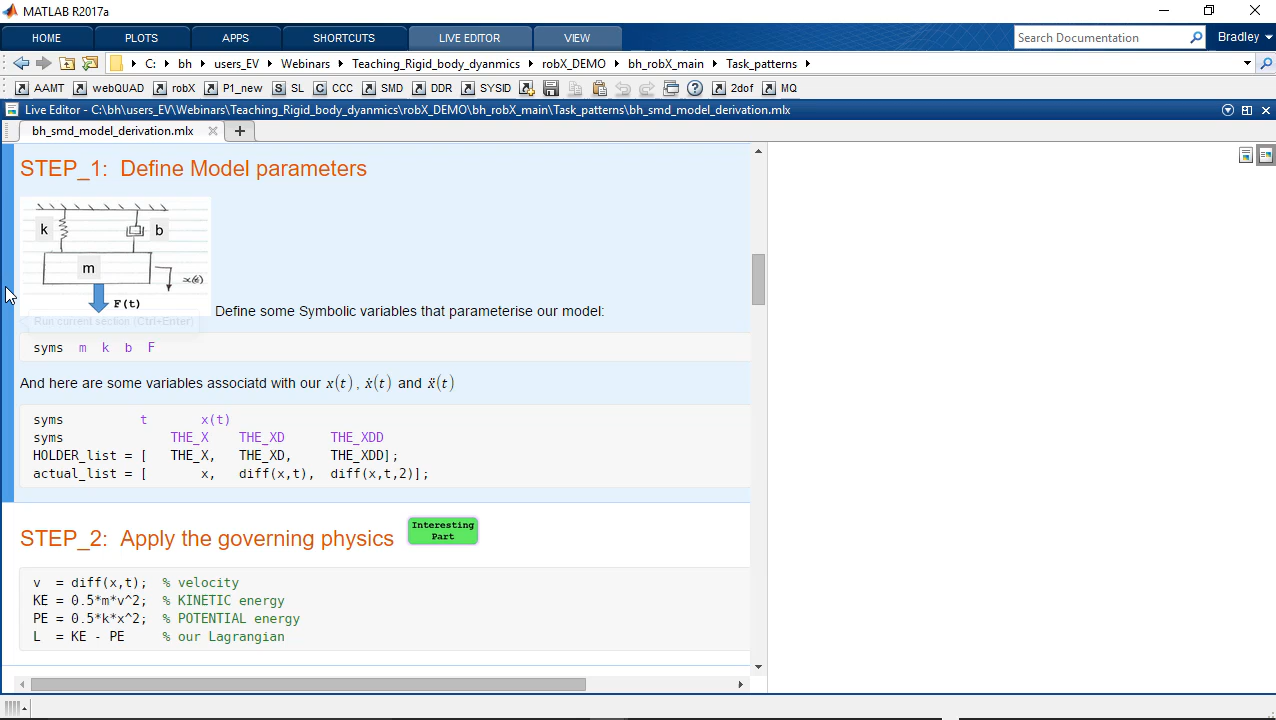 MATLAB R2017a
HOME PLOTS APPS SHORTCUTS LIVE EDITOR VIEW Search Documentation Bradley
C: bh users_EV Webinars Teaching_Rigid_body_dyanmics robX_DEMO bh_robX_main Task_patterns
AAMT webQUAD robX P1_new SL CCC SMD DDR SYSID 2dof MQ
Live Editor - C:\bh\users_EV\Webinars\Teaching_Rigid_body_dyanmics\robX_DEMO\bh_robX_main\Task_patterns\bh_smd_model_derivation.mlx
bh_smd_model_derivation.mlx
STEP_1: Define Model parameters
k b
m
x(t)
F(t)
Define some Symbolic variables that parameterise our model:
Run current section (Ctrl+Enter)
syms m k b F
And here are some variables associatd with our x(t) , ẋ(t) and ẍ(t)
syms t x(t)
syms THE_X THE_XD THE_XDD
HOLDER_list = [ THE_X, THE_XD, THE_XDD];
actual_list = [ x, diff(x,t), diff(x,t,2)];
STEP_2: Apply the governing physics
Interesting
Part
v = diff(x,t); % velocity
KE = 0.5*m*v^2; % KINETIC energy
PE = 0.5*k*x^2; % POTENTIAL energy
L = KE - PE % our Lagrangian